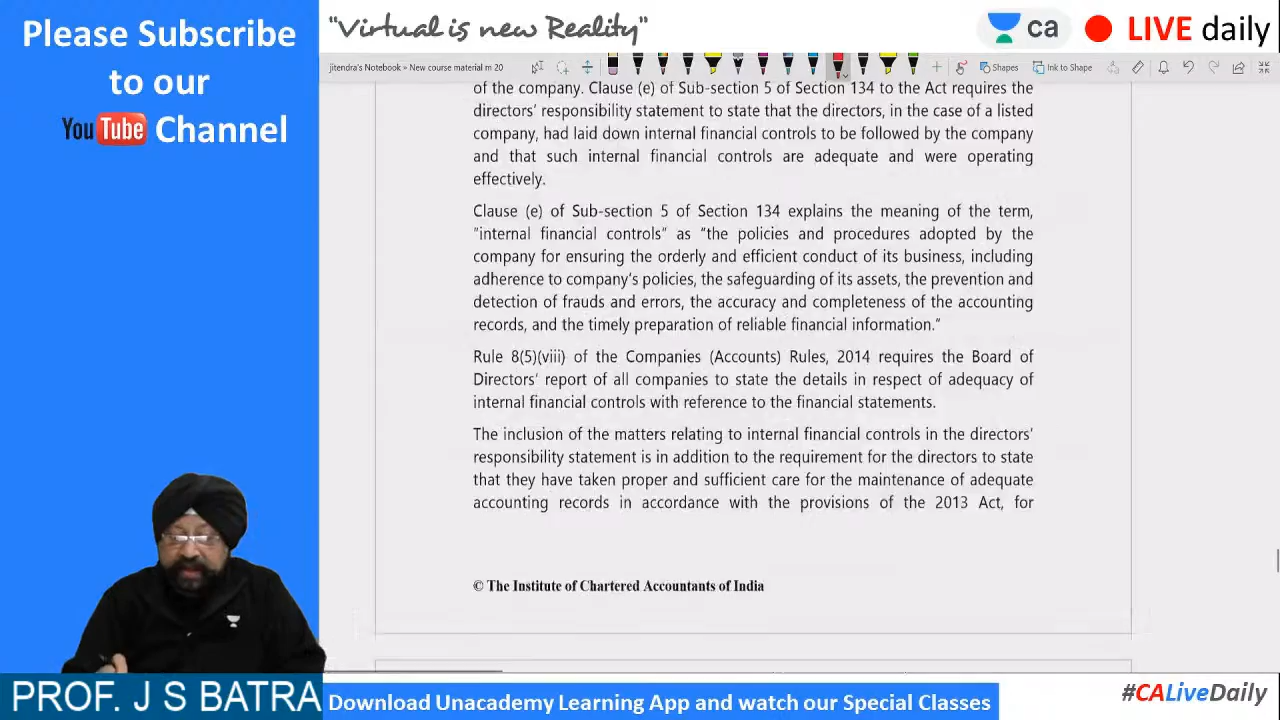 Please Subscribe
to our
YouTube Channel
"Virtual is new Reality"
ca
LIVE daily
jitendra's Notebook » New course material m 20
Shapes
Ink to Shape
of the company. Clause (e) of Sub-section 5 of Section 134 to the Act requires the
directors' responsibility statement to state that the directors, in the case of a listed
company, had laid down internal financial controls to be followed by the company
and that such internal financial controls are adequate and were operating
effectively.
Clause (e) of Sub-section 5 of Section 134 explains the meaning of the term,
"internal financial controls" as "the policies and procedures adopted by the
company for ensuring the orderly and efficient conduct of its business, including
adherence to company's policies, the safeguarding of its assets, the prevention and
detection of frauds and errors, the accuracy and completeness of the accounting
records, and the timely preparation of reliable financial information."
Rule 8(5)(viii) of the Companies (Accounts) Rules, 2014 requires the Board of
Directors' report of all companies to state the details in respect of adequacy of
internal financial controls with reference to the financial statements.
The inclusion of the matters relating to internal financial controls in the directors'
responsibility statement is in addition to the requirement for the directors to state
that they have taken proper and sufficient care for the maintenance of adequate
accounting records in accordance with the provisions of the 2013 Act, for
© The Institute of Chartered Accountants of India
PROF. J S BATRA
Download Unacademy Learning App and watch our Special Classes
#CALiveDaily